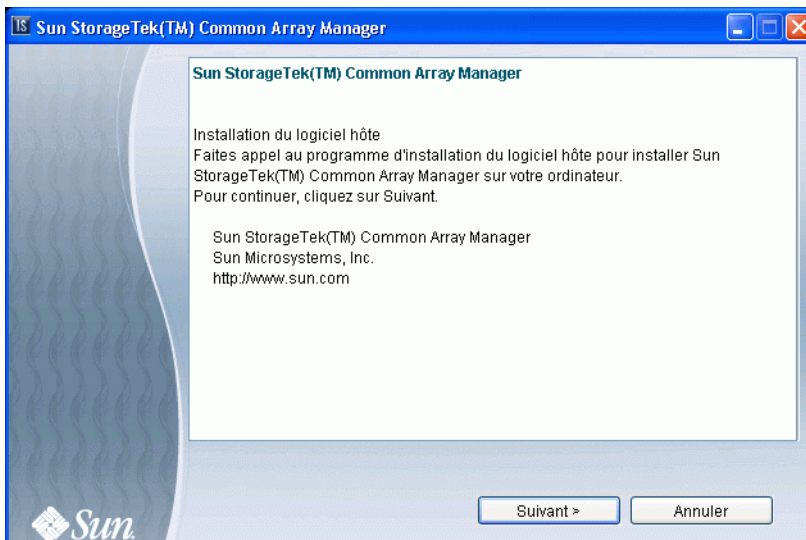 Sun StorageTek(TM) Common Array Manager
Sun StorageTek(TM) Common Array Manager
Installation du logiciel hôte
Faites appel au programme d'installation du logiciel hôte pour installer Sun
StorageTek(TM) Common Array Manager sur votre ordinateur.
Pour continuer, cliquez sur Suivant.
Sun StorageTek(TM) Common Array Manager
Sun Microsystems, Inc.
http://www.sun.com
Suivant >
Annuler
Sun